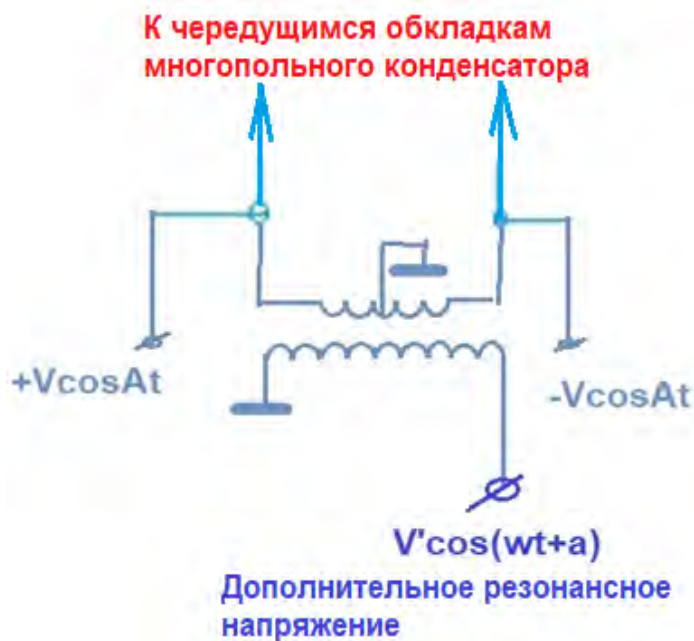 К чередущимся обкладкам
многопольного конденсатора
+VcosAt
-VcosAt
V'cos(wt+a)
Дополнительное резонансное
напряжение